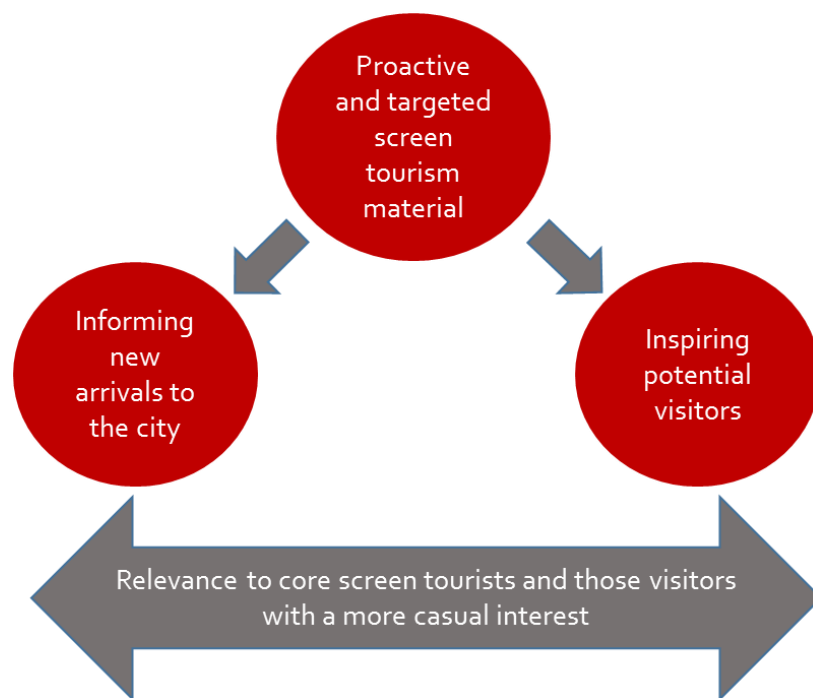 Proactive
and targeted
screen
tourism
material
Informing
new
arrivals to
the city
Inspiring
potential
visitors
Relevance to core screen tourists and those visitors
with a more casual interest